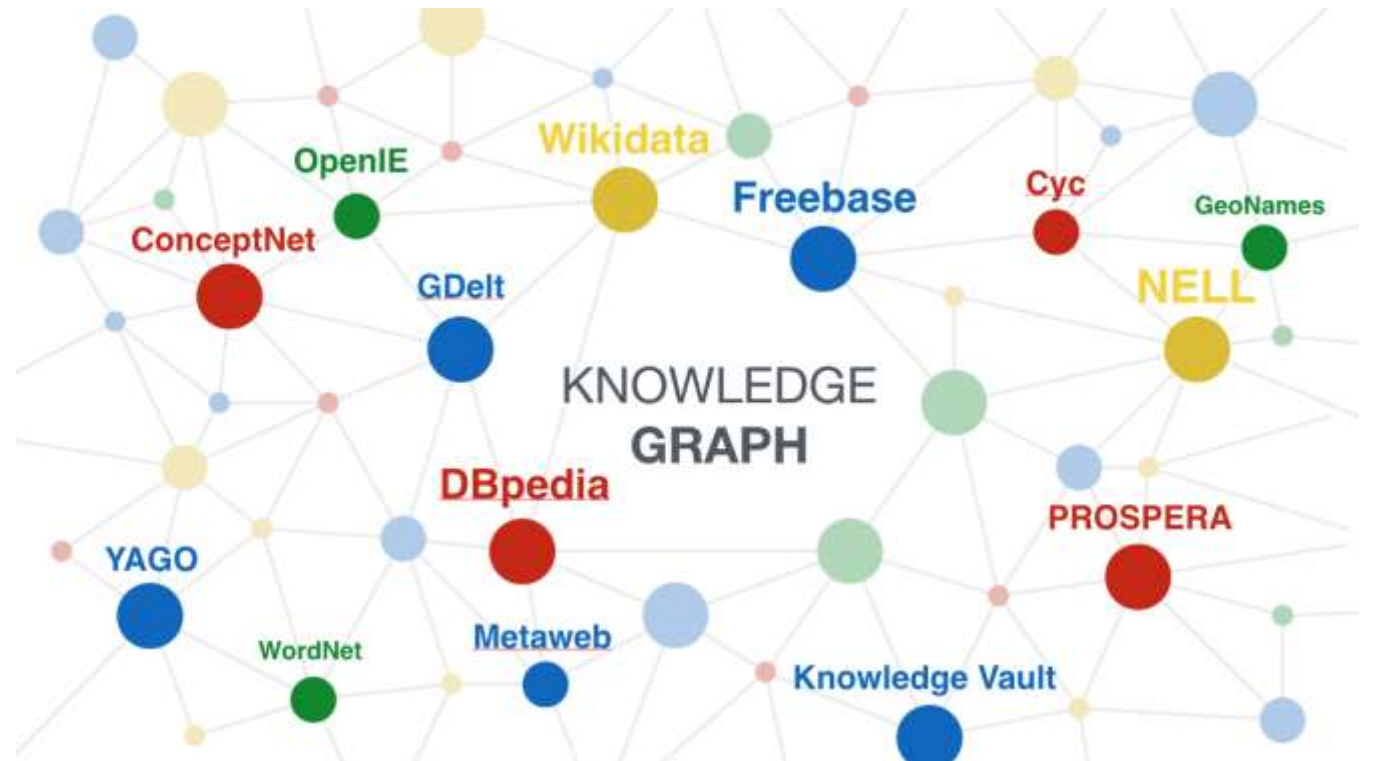 Wikidata
OpenIE
Freebase
Cyc
GeoNames
ConceptNet
GDelt
NELL
KNOWLEDGE
GRAPH
DBpedia
PROSPERA
YAGO
Metaweb
WordNet
Knowledge Vault